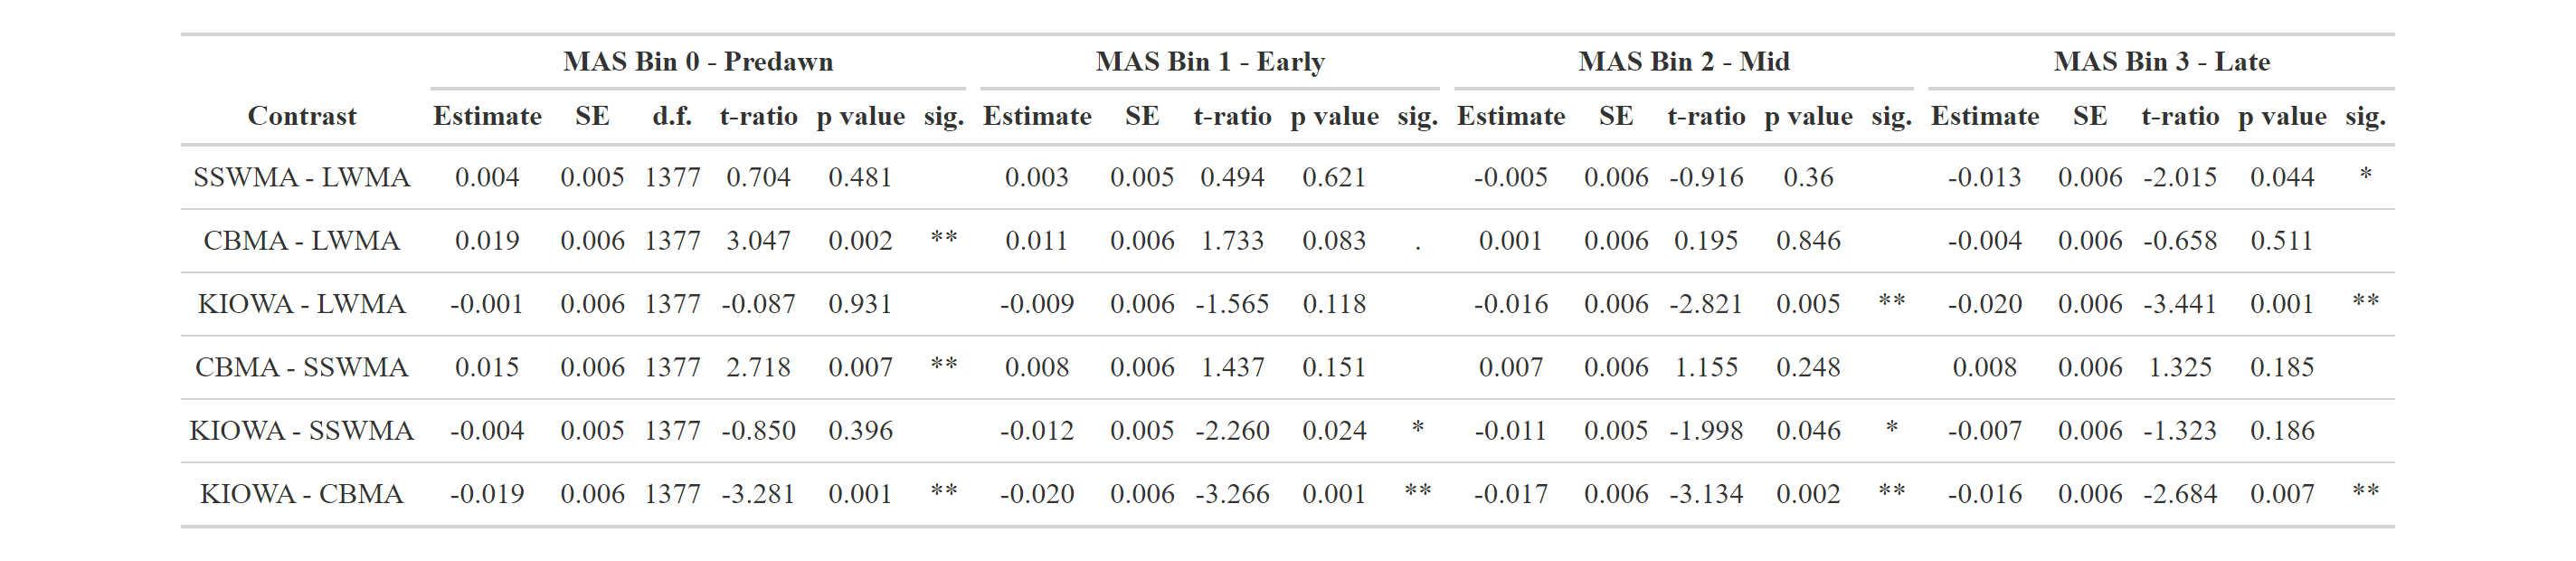 MAS Bin 0 - Predawn MAS Bin 1 - Early MAS Bin 2 - Mid MAS Bin 3 - Late
Contrast Estimate SE d.f. t-ratio p value sig. Estimate SE t-ratio p value sig. Estimate SE t-ratio p value sig. Estimate SE t-ratio p value sig.
SSWMA - LWMA 0.004 0.005 1377 0.704 0.481 0.003 0.005 0.494 0.621 -0.005 0.006 -0.916 0.36 -0.013 0.006 -2.015 0.044 *
CBMA - LWMA 0.019 0.006 1377 3.047 0.002 ** 0.011 0.006 1.733 0.083 . 0.001 0.006 0.195 0.846 -0.004 0.006 -0.658 0.511
KIOWA - LWMA -0.001 0.006 1377 -0.087 0.931 -0.009 0.006 -1.565 0.118 -0.016 0.006 -2.821 0.005 ** -0.020 0.006 -3.441 0.001 **
CBMA - SSWMA 0.015 0.006 1377 2.718 0.007 ** 0.008 0.006 1.437 0.151 0.007 0.006 1.155 0.248 0.008 0.006 1.325 0.185
KIOWA - SSWMA -0.004 0.005 1377 -0.850 0.396 -0.012 0.005 -2.260 0.024 * -0.011 0.005 -1.998 0.046 * -0.007 0.006 -1.323 0.186
KIOWA - CBMA -0.019 0.006 1377 -3.281 0.001 ** -0.020 0.006 -3.266 0.001 ** -0.017 0.006 -3.134 0.002 ** -0.016 0.006 -2.684 0.007 **